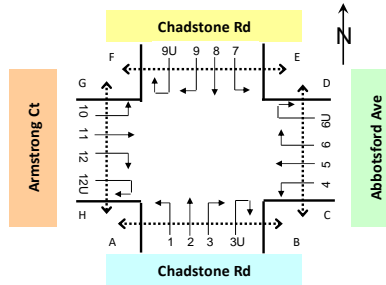 Chadstone Rd
N
F
9U
9
8
7
E
G
D
Armstrong Ct
10
11
12
12U
6U
6
5
4
Abbotsford Ave
H
C
A
1
2
3
3U
B
Chadstone Rd